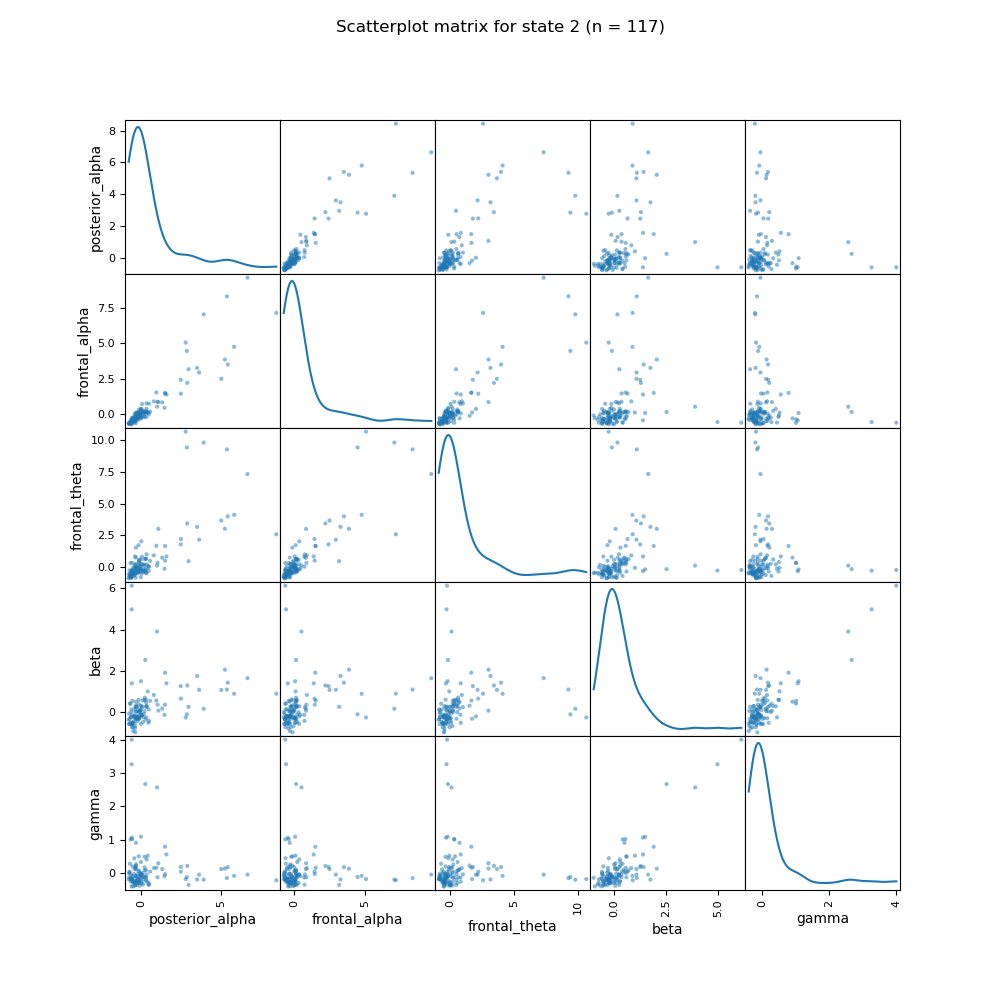 Scatterplot matrix for state 2 (n = 117)
posterior_alpha
8
6
4
2
0
frontal_alpha
7.5
5.0
2.5
0.0
frontal_theta
10.0
7.5
5.0
2.5
0.0
beta
6
4
2
0
gamma
4
3
2
1
0
0 5 0 5 0 5 10 0.0 2.5 5.0 0 2 4
posterior_alpha frontal_alpha frontal_theta beta gamma